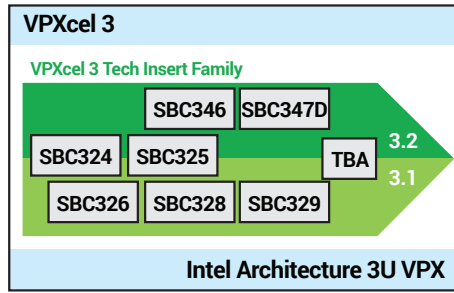 VPXcel 3
VPXcel 3 Tech Insert Family
SBC346 SBC347D
SBC324 SBC325 TBA 3.2
3.1
SBC326 SBC328 SBC329
Intel Architecture 3U VPX